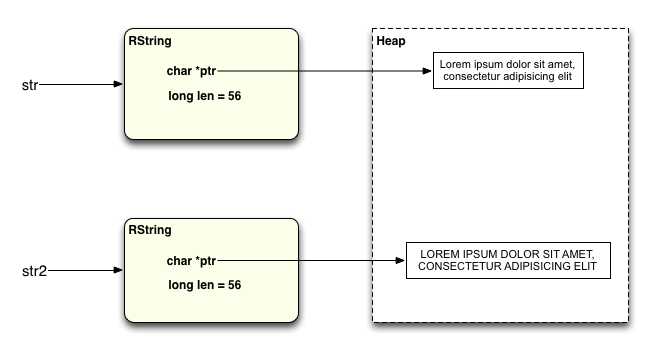 RString
Heap
char *ptr
Lorem ipsum dolor sit amet,
consectetur adipisicing elit
str
long len = 56
RString
char *ptr
LOREM IPSUM DOLOR SIT AMET,
CONSECTETUR ADIPISICING ELIT
str2
long len = 56